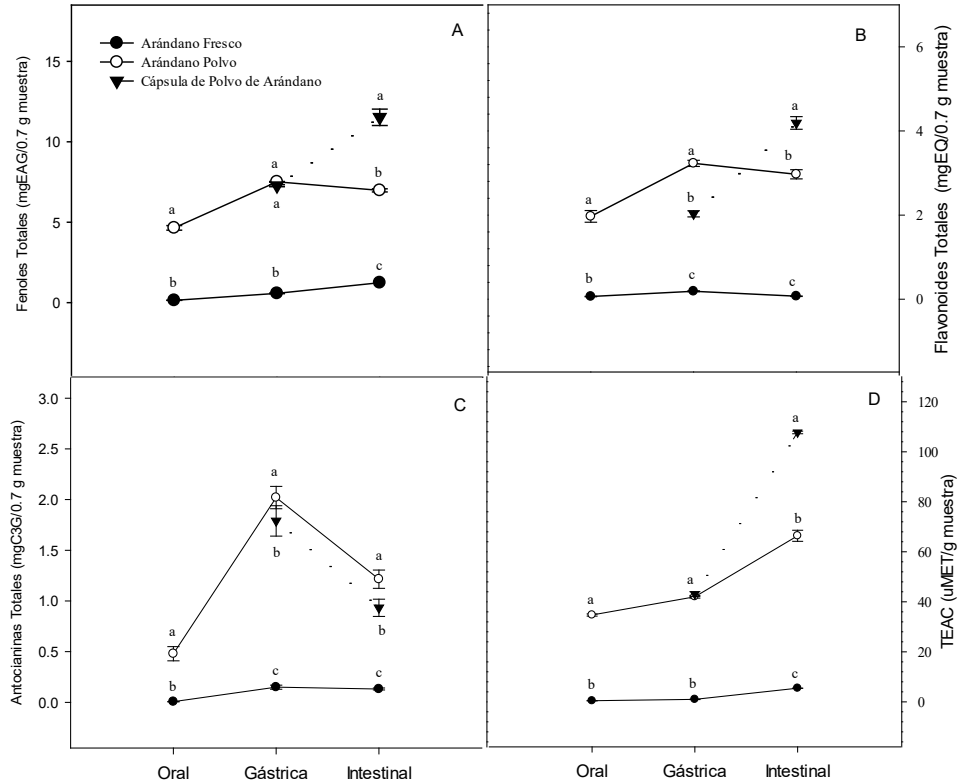 A
Arándano Fresco
Arándano Polvo
Cápsula de Polvo de Arándano
Fenoles Totales (mgEAG/0.7 g muestra)
15
10
5
0
a
a
a
b
a
b
b
c
B
Flavonoides Totales (mgEQ/0.7 g muestra)
6
4
2
0
a
a
b
a
b
b
c
c
C
Antocianinas Totales (mgC3G/0.7 g muestra)
3.0
2.5
2.0
1.5
1.0
0.5
0.0
a
a
b
a
b
b
c
c
Oral
Gástrica
Intestinal
D
TEAC (uMET/g muestra)
120
100
80
60
40
20
0
a
a
a
b
b
b
c
Oral
Gástrica
Intestinal